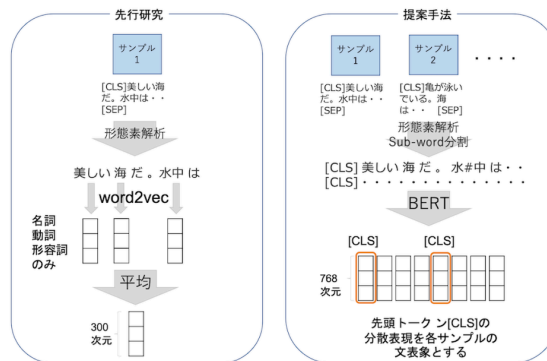 先行研究
サンプル
1
[CLS]美しい海
だ。水中は・・
[SEP]
形態素解析
美しい 海 だ 。水中 は
word2vec
名詞
動詞
形容詞
のみ
平均
300
次元
提案手法
サンプル
1
サンプル
2
・・・・
[CLS]美しい海
だ。水中は・・
[SEP]
[CLS]亀が泳い
でいる。海
は・・ [SEP]
形態素解析
Sub-word分割
[CLS] 美しい 海 だ 。 水#中 は・・
[CLS]・・・・・・・・・・・・・・
BERT
[CLS]
[CLS]
768
次元
先頭トークン[CLS]の
分散表現を各サンプルの
文表象とする